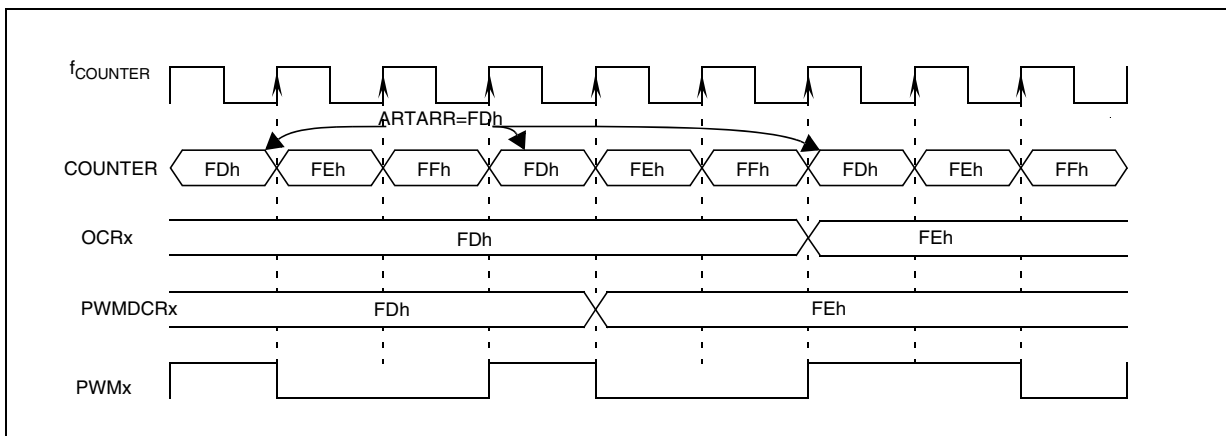 fCOUNTER
ARTARR=FDh
COUNTER FDh FEh FFh FDh FEh FFh FDh FEh FFh
OCRx FDh FEh
PWMDCRx FDh FEh
PWMx